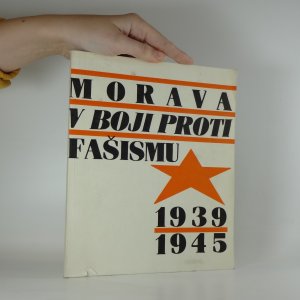 MORAVA
V BOJI PROTI
FAŠISMU
1939
1945